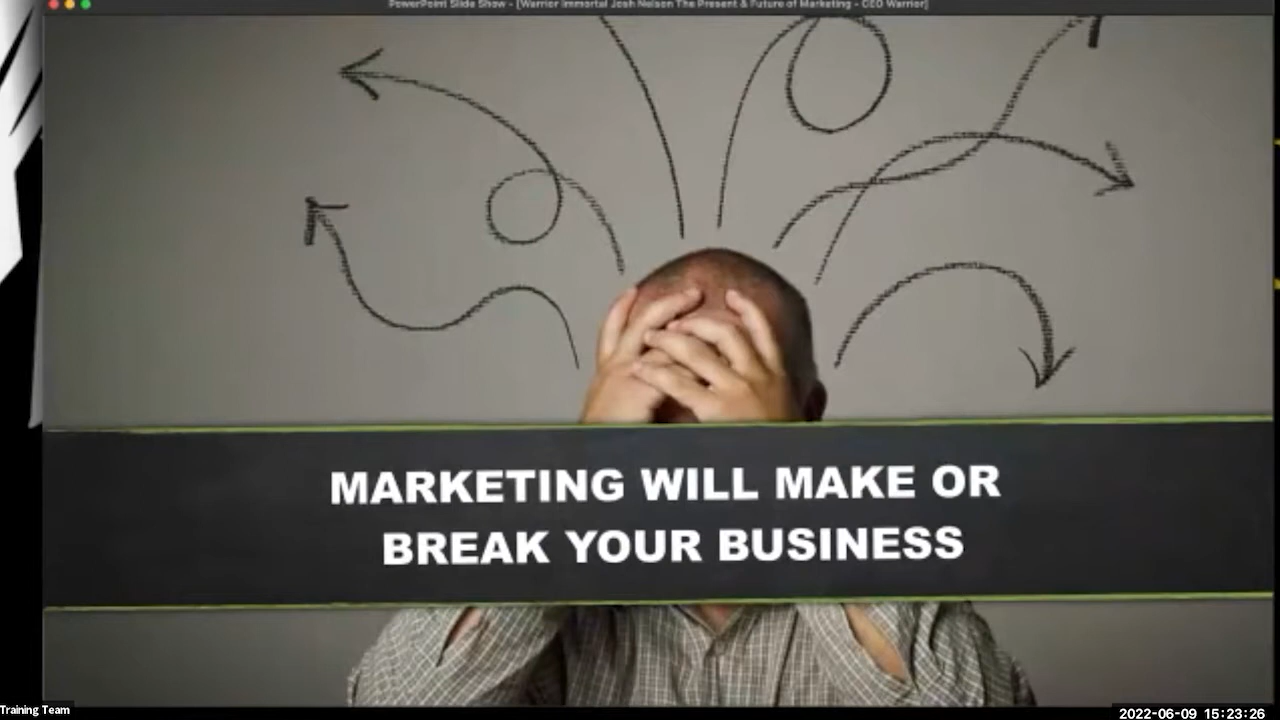 PowerPoint Slide Show - [Warrior Immortal Josh Nelson The Present & Future of Marketing - CEO Warrior]
MARKETING WILL MAKE OR
BREAK YOUR BUSINESS
Training Team
2022-06-09 15:23:26